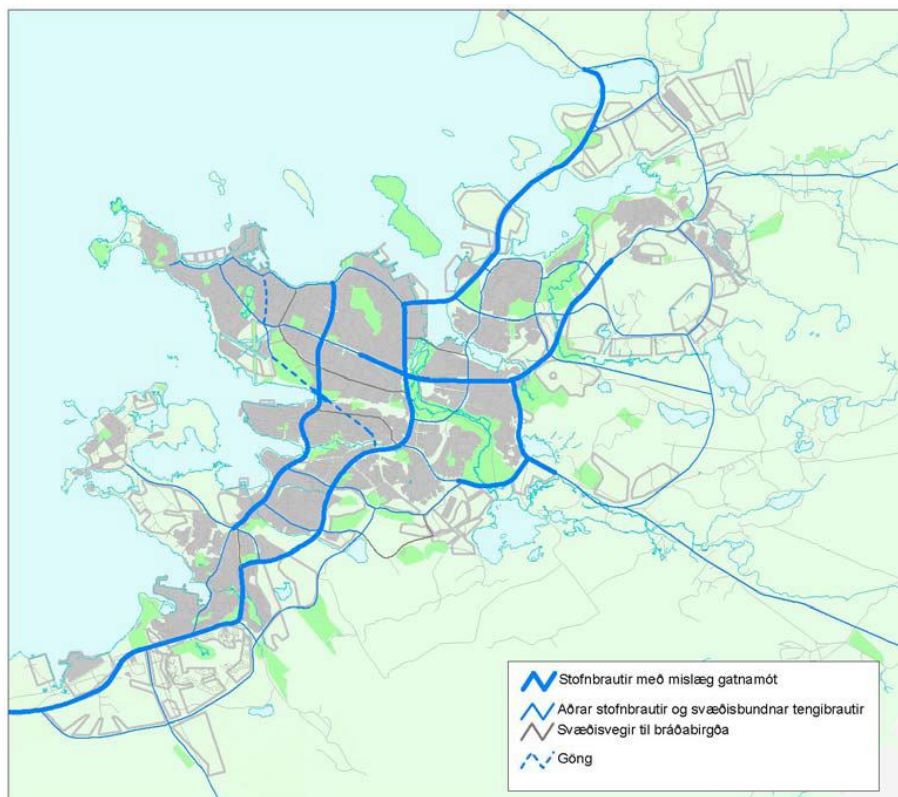 Stofnbrautir með mislæg gatnamót
Aðrar stofnbrautir og svæðisbundnar tengibrautir
Svæðisvegir til bráðabirgða
Göng